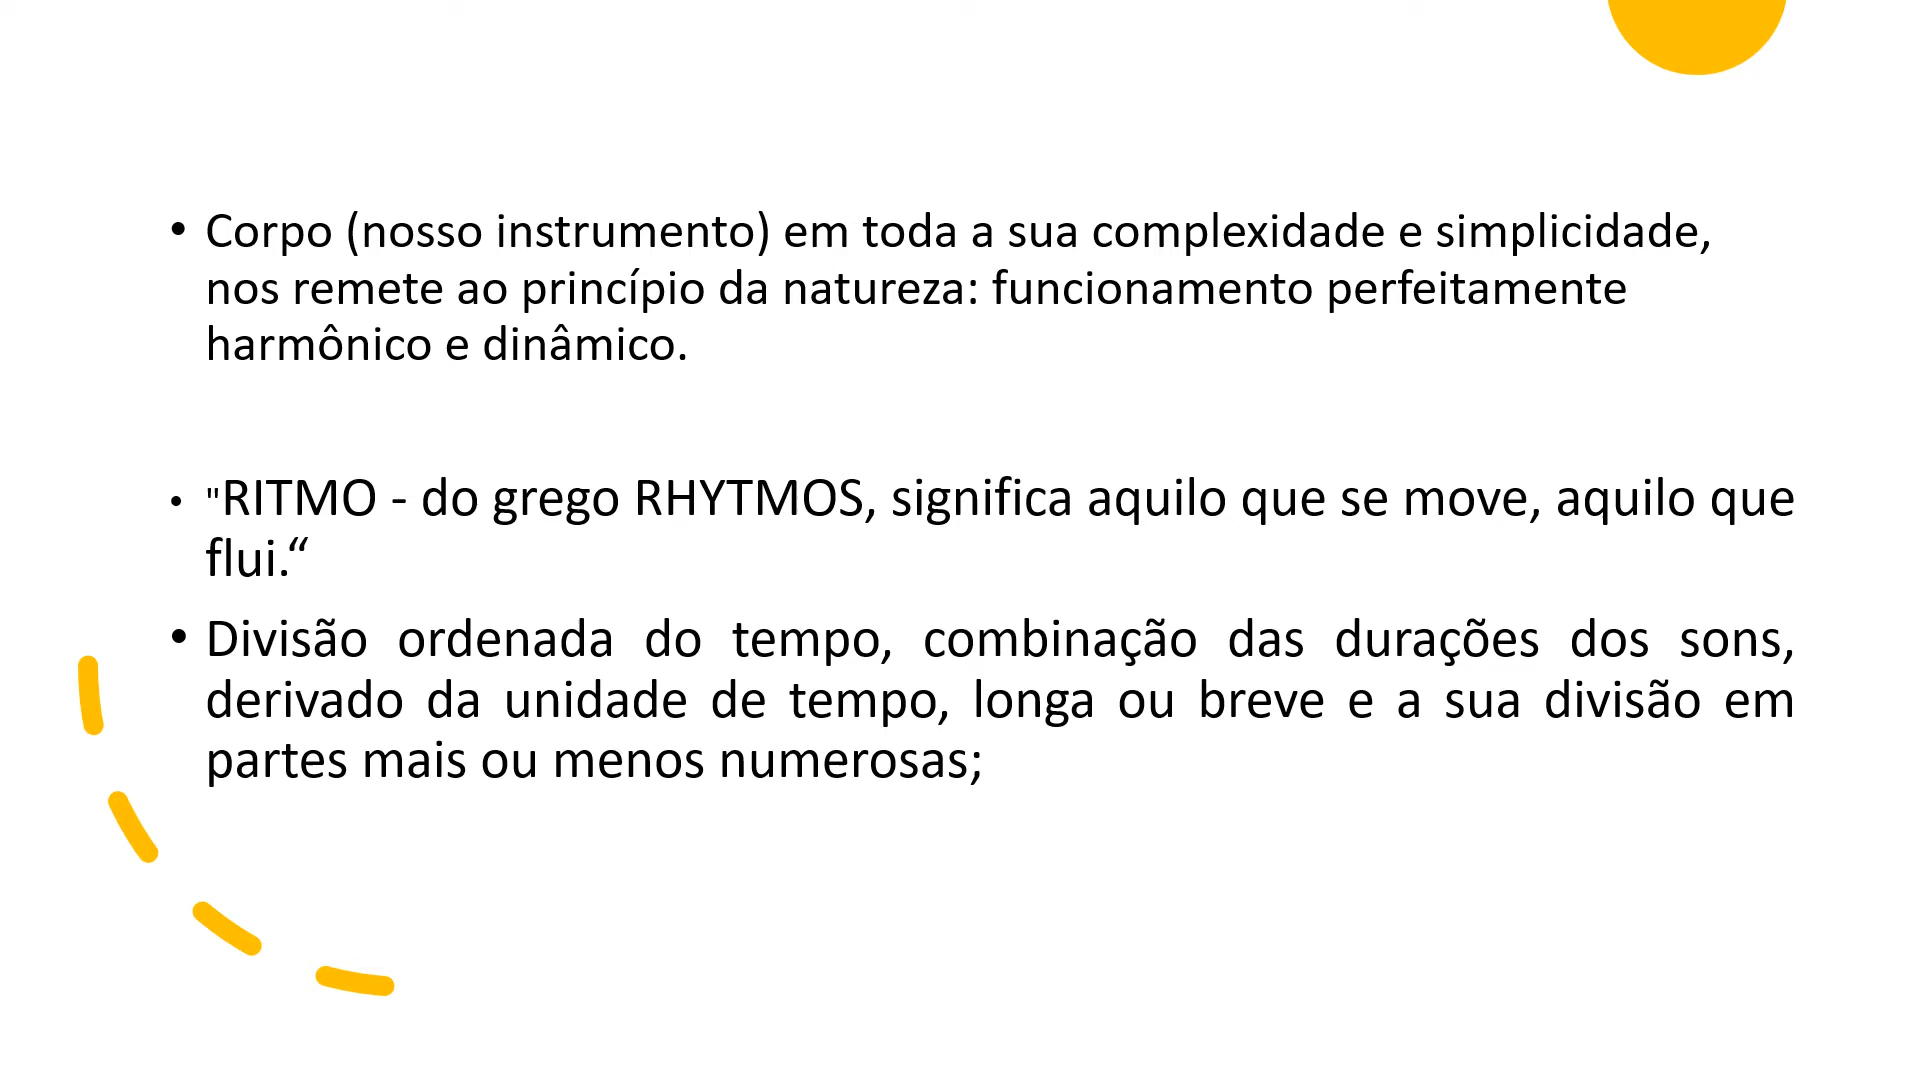 • Corpo (nosso instrumento) em toda a sua complexidade e simplicidade,
nos remete ao princípio da natureza: funcionamento perfeitamente
harmônico e dinâmico.
• "RITMO - do grego RHYTMOS, significa aquilo que se move, aquilo que
flui.“
• Divisão ordenada do tempo, combinação das durações dos sons,
derivado da unidade de tempo, longa ou breve e a sua divisão em
partes mais ou menos numerosas;